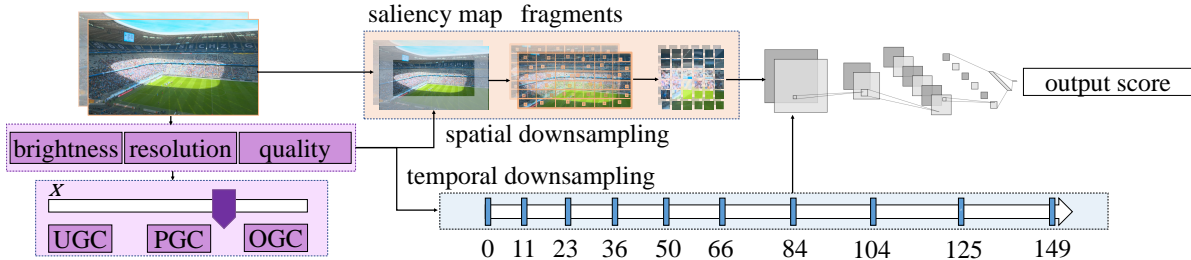 saliency map fragments
spatial downsampling
output score
brightness resolution quality
temporal downsampling
x
UGC PGC OGC
0 11 23 36 50 66 84 104 125 149